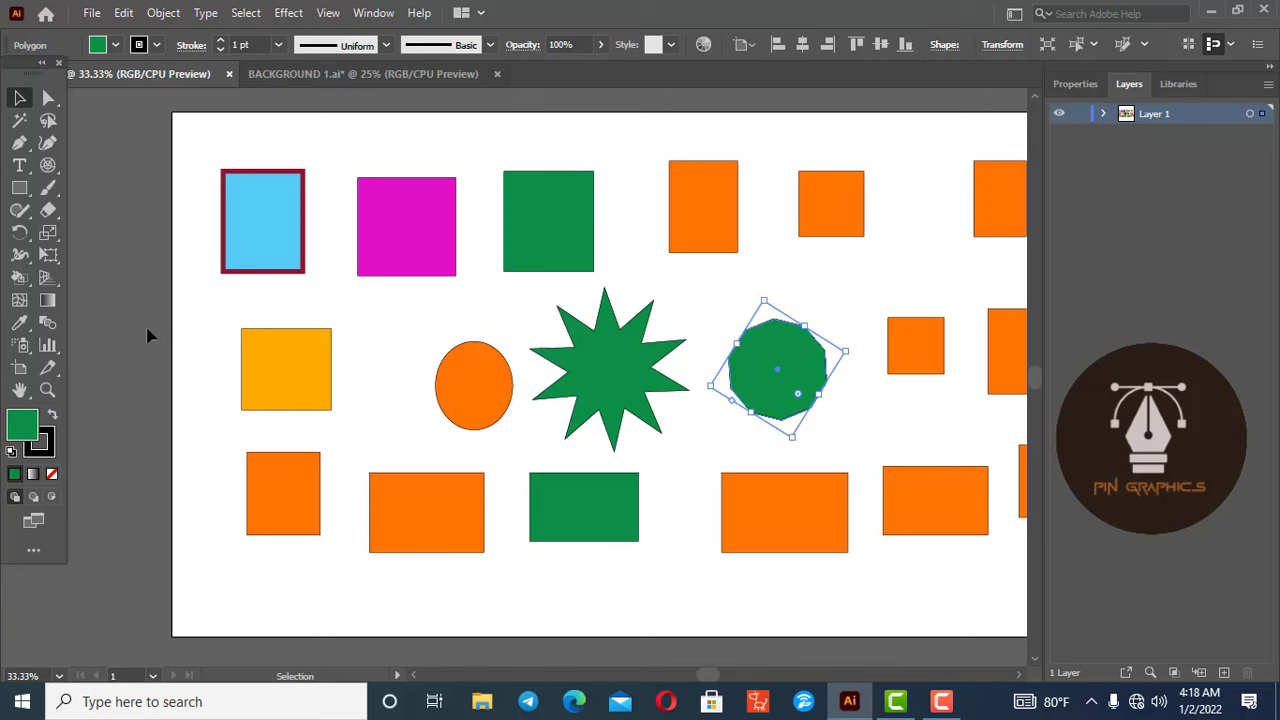 Ai File Edit Object Type Select Effect View Window Help Search Adobe Help
Polygon Stroke: 1 pt Uniform Basic Opacity: 100% Style: Shape: Transform
@ 33.33% (RGB/CPU Preview) BACKGROUND 1.ai* @ 25% (RGB/CPU Preview)
Properties Layers Libraries
Layer 1
PIN GRAPHICS
1 Layer
33.33% 1 Selection
Type here to search
Ai
80°F
4:18 AM
1/2/2022